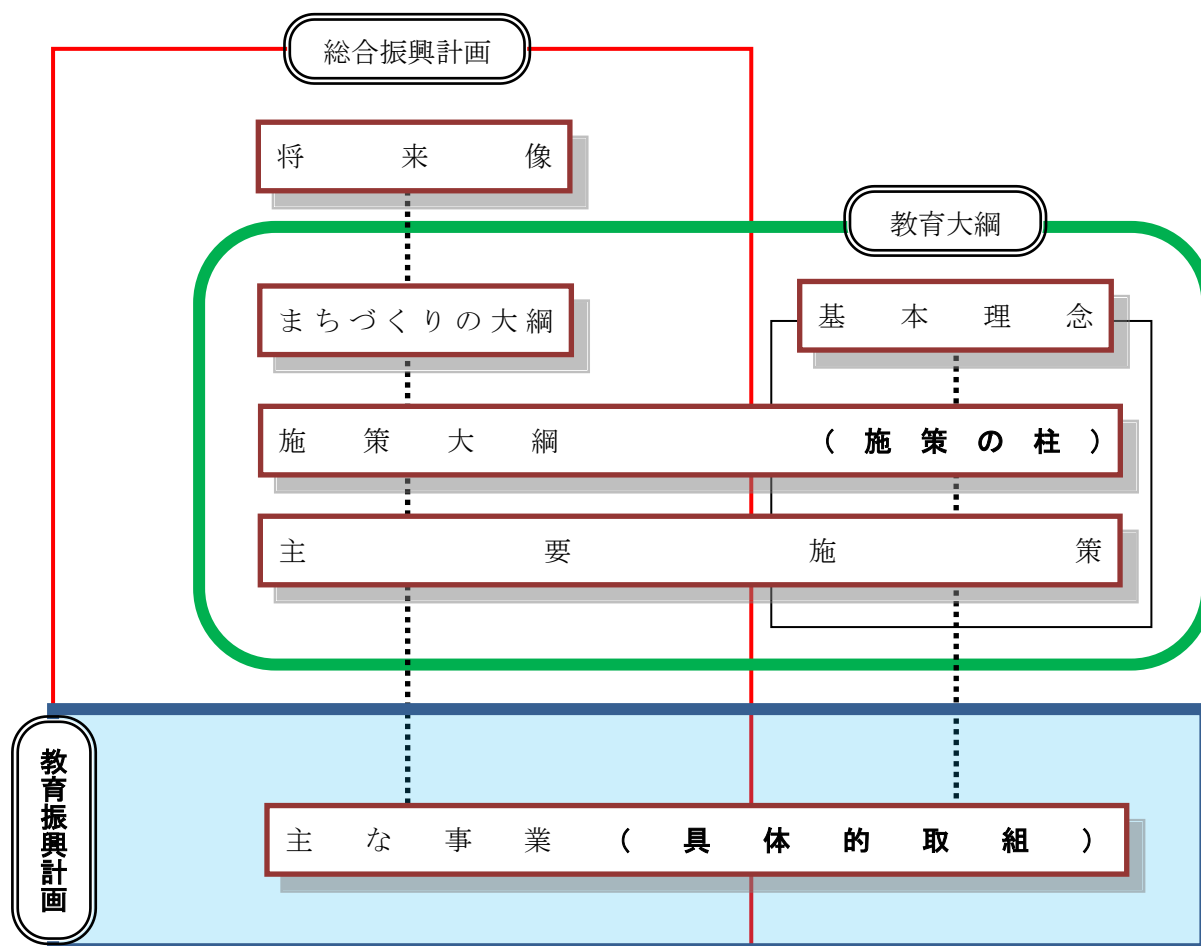 総合振興計画
将来像
教育大綱
まちづくりの大綱
基本理念
施策大綱（施策の柱）
主要施策
教育振興計画
主な事業（具体的取組）